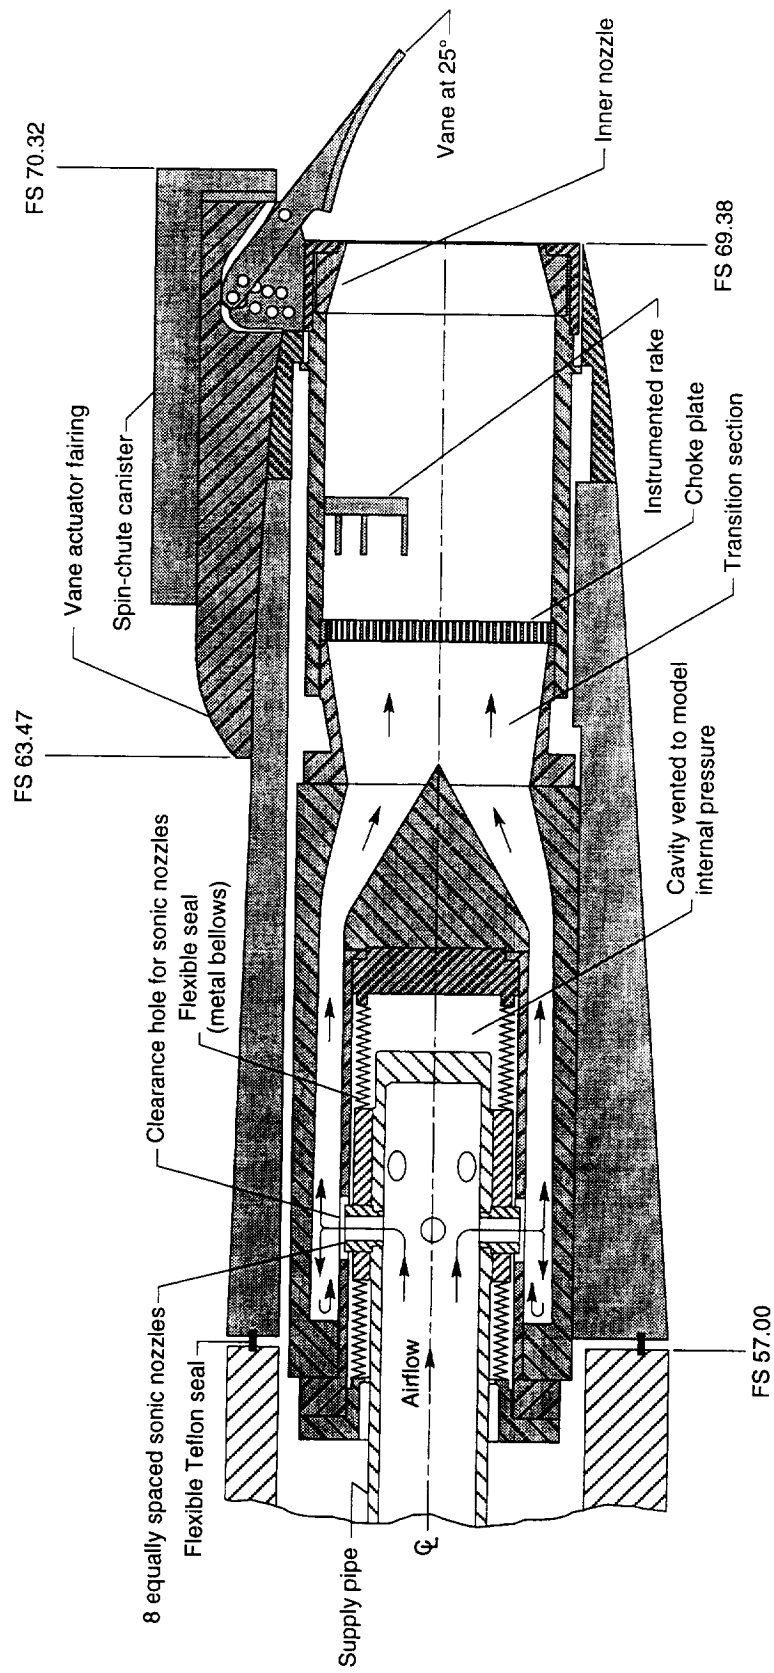 FS 70.32
Vane actuator fairing
Spin-chute canister
FS 63.47
Clearance hole for sonic nozzles
Flexible seal
(metal bellows)
8 equally spaced sonic nozzles
Flexible Teflon seal
Supply pipe
Airflow
℄
Vane at 25°
Inner nozzle
FS 69.38
Instrumented rake
Choke plate
Transition section
Cavity vented to model
internal pressure
FS 57.00